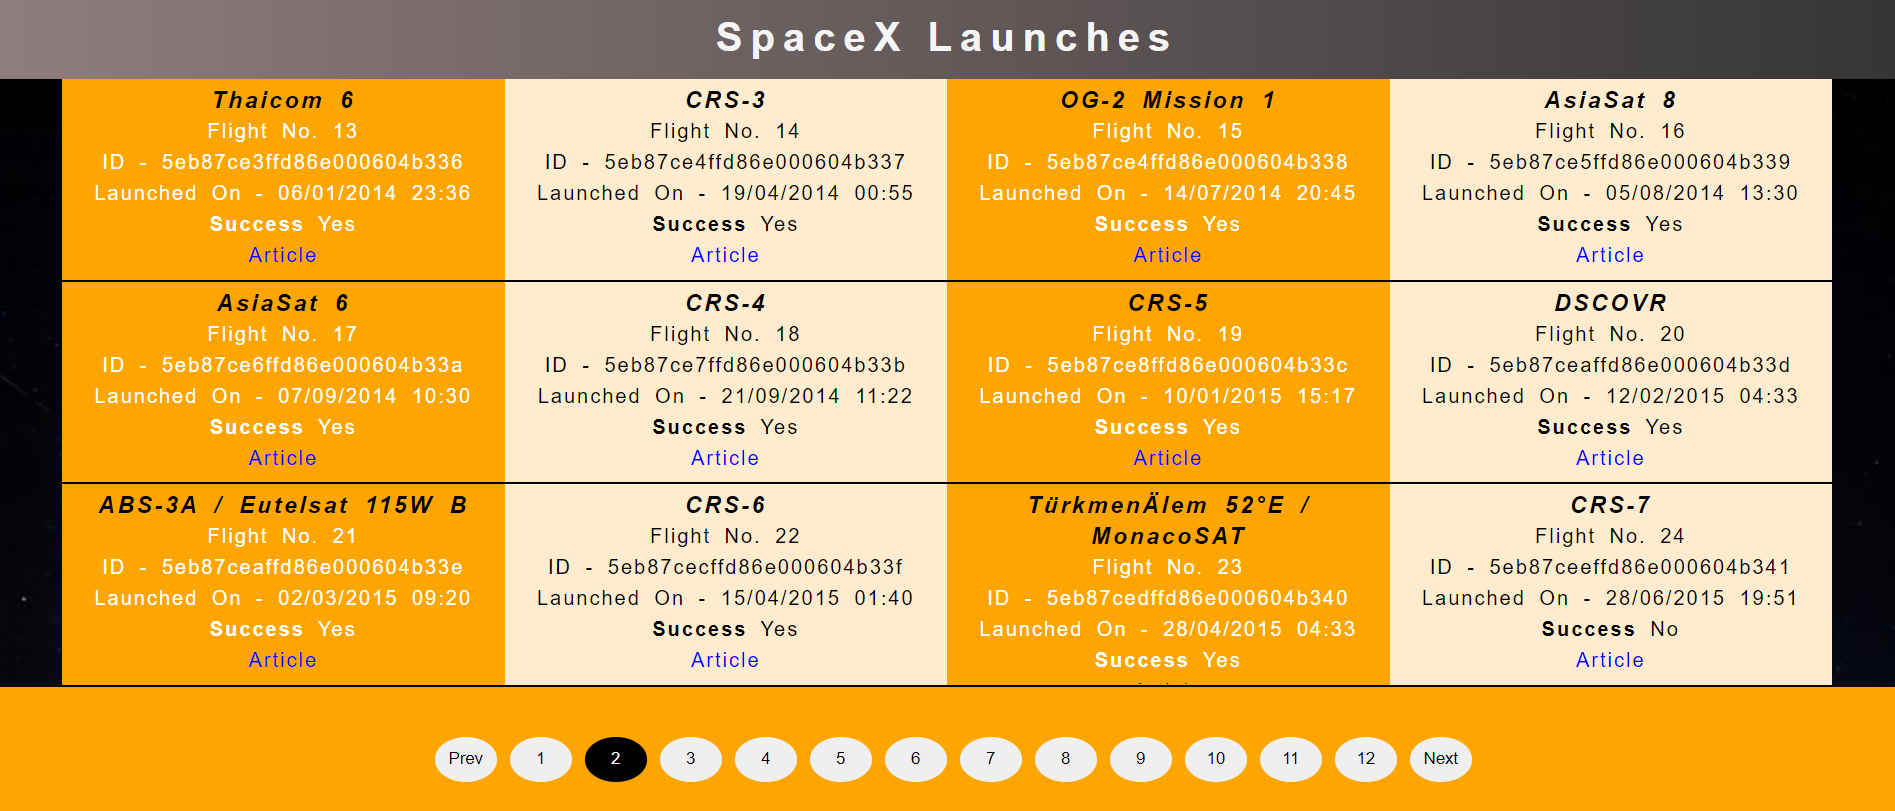 SpaceX Launches
Thaicom 6
Flight No. 13
ID - 5eb87ce3ffd86e000604b336
Launched On - 06/01/2014 23:36
Success Yes
Article
CRS-3
Flight No. 14
ID - 5eb87ce4ffd86e000604b337
Launched On - 19/04/2014 00:55
Success Yes
Article
OG-2 Mission 1
Flight No. 15
ID - 5eb87ce4ffd86e000604b338
Launched On - 14/07/2014 20:45
Success Yes
Article
AsiaSat 8
Flight No. 16
ID - 5eb87ce5ffd86e000604b339
Launched On - 05/08/2014 13:30
Success Yes
Article
AsiaSat 6
Flight No. 17
ID - 5eb87ce6ffd86e000604b33a
Launched On - 07/09/2014 10:30
Success Yes
Article
CRS-4
Flight No. 18
ID - 5eb87ce7ffd86e000604b33b
Launched On - 21/09/2014 11:22
Success Yes
Article
CRS-5
Flight No. 19
ID - 5eb87ce8ffd86e000604b33c
Launched On - 10/01/2015 15:17
Success Yes
Article
DSCOVR
Flight No. 20
ID - 5eb87ceaffd86e000604b33d
Launched On - 12/02/2015 04:33
Success Yes
Article
ABS-3A / Eutelsat 115W B
Flight No. 21
ID - 5eb87ceaffd86e000604b33e
Launched On - 02/03/2015 09:20
Success Yes
Article
CRS-6
Flight No. 22
ID - 5eb87cecffd86e000604b33f
Launched On - 15/04/2015 01:40
Success Yes
Article
TürkmenÄlem 52°E /
MonacoSAT
Flight No. 23
ID - 5eb87cedffd86e000604b340
Launched On - 28/04/2015 04:33
Success Yes
CRS-7
Flight No. 24
ID - 5eb87ceeffd86e000604b341
Launched On - 28/06/2015 19:51
Success No
Article
Prev 1 2 3 4 5 6 7 8 9 10 11 12 Next